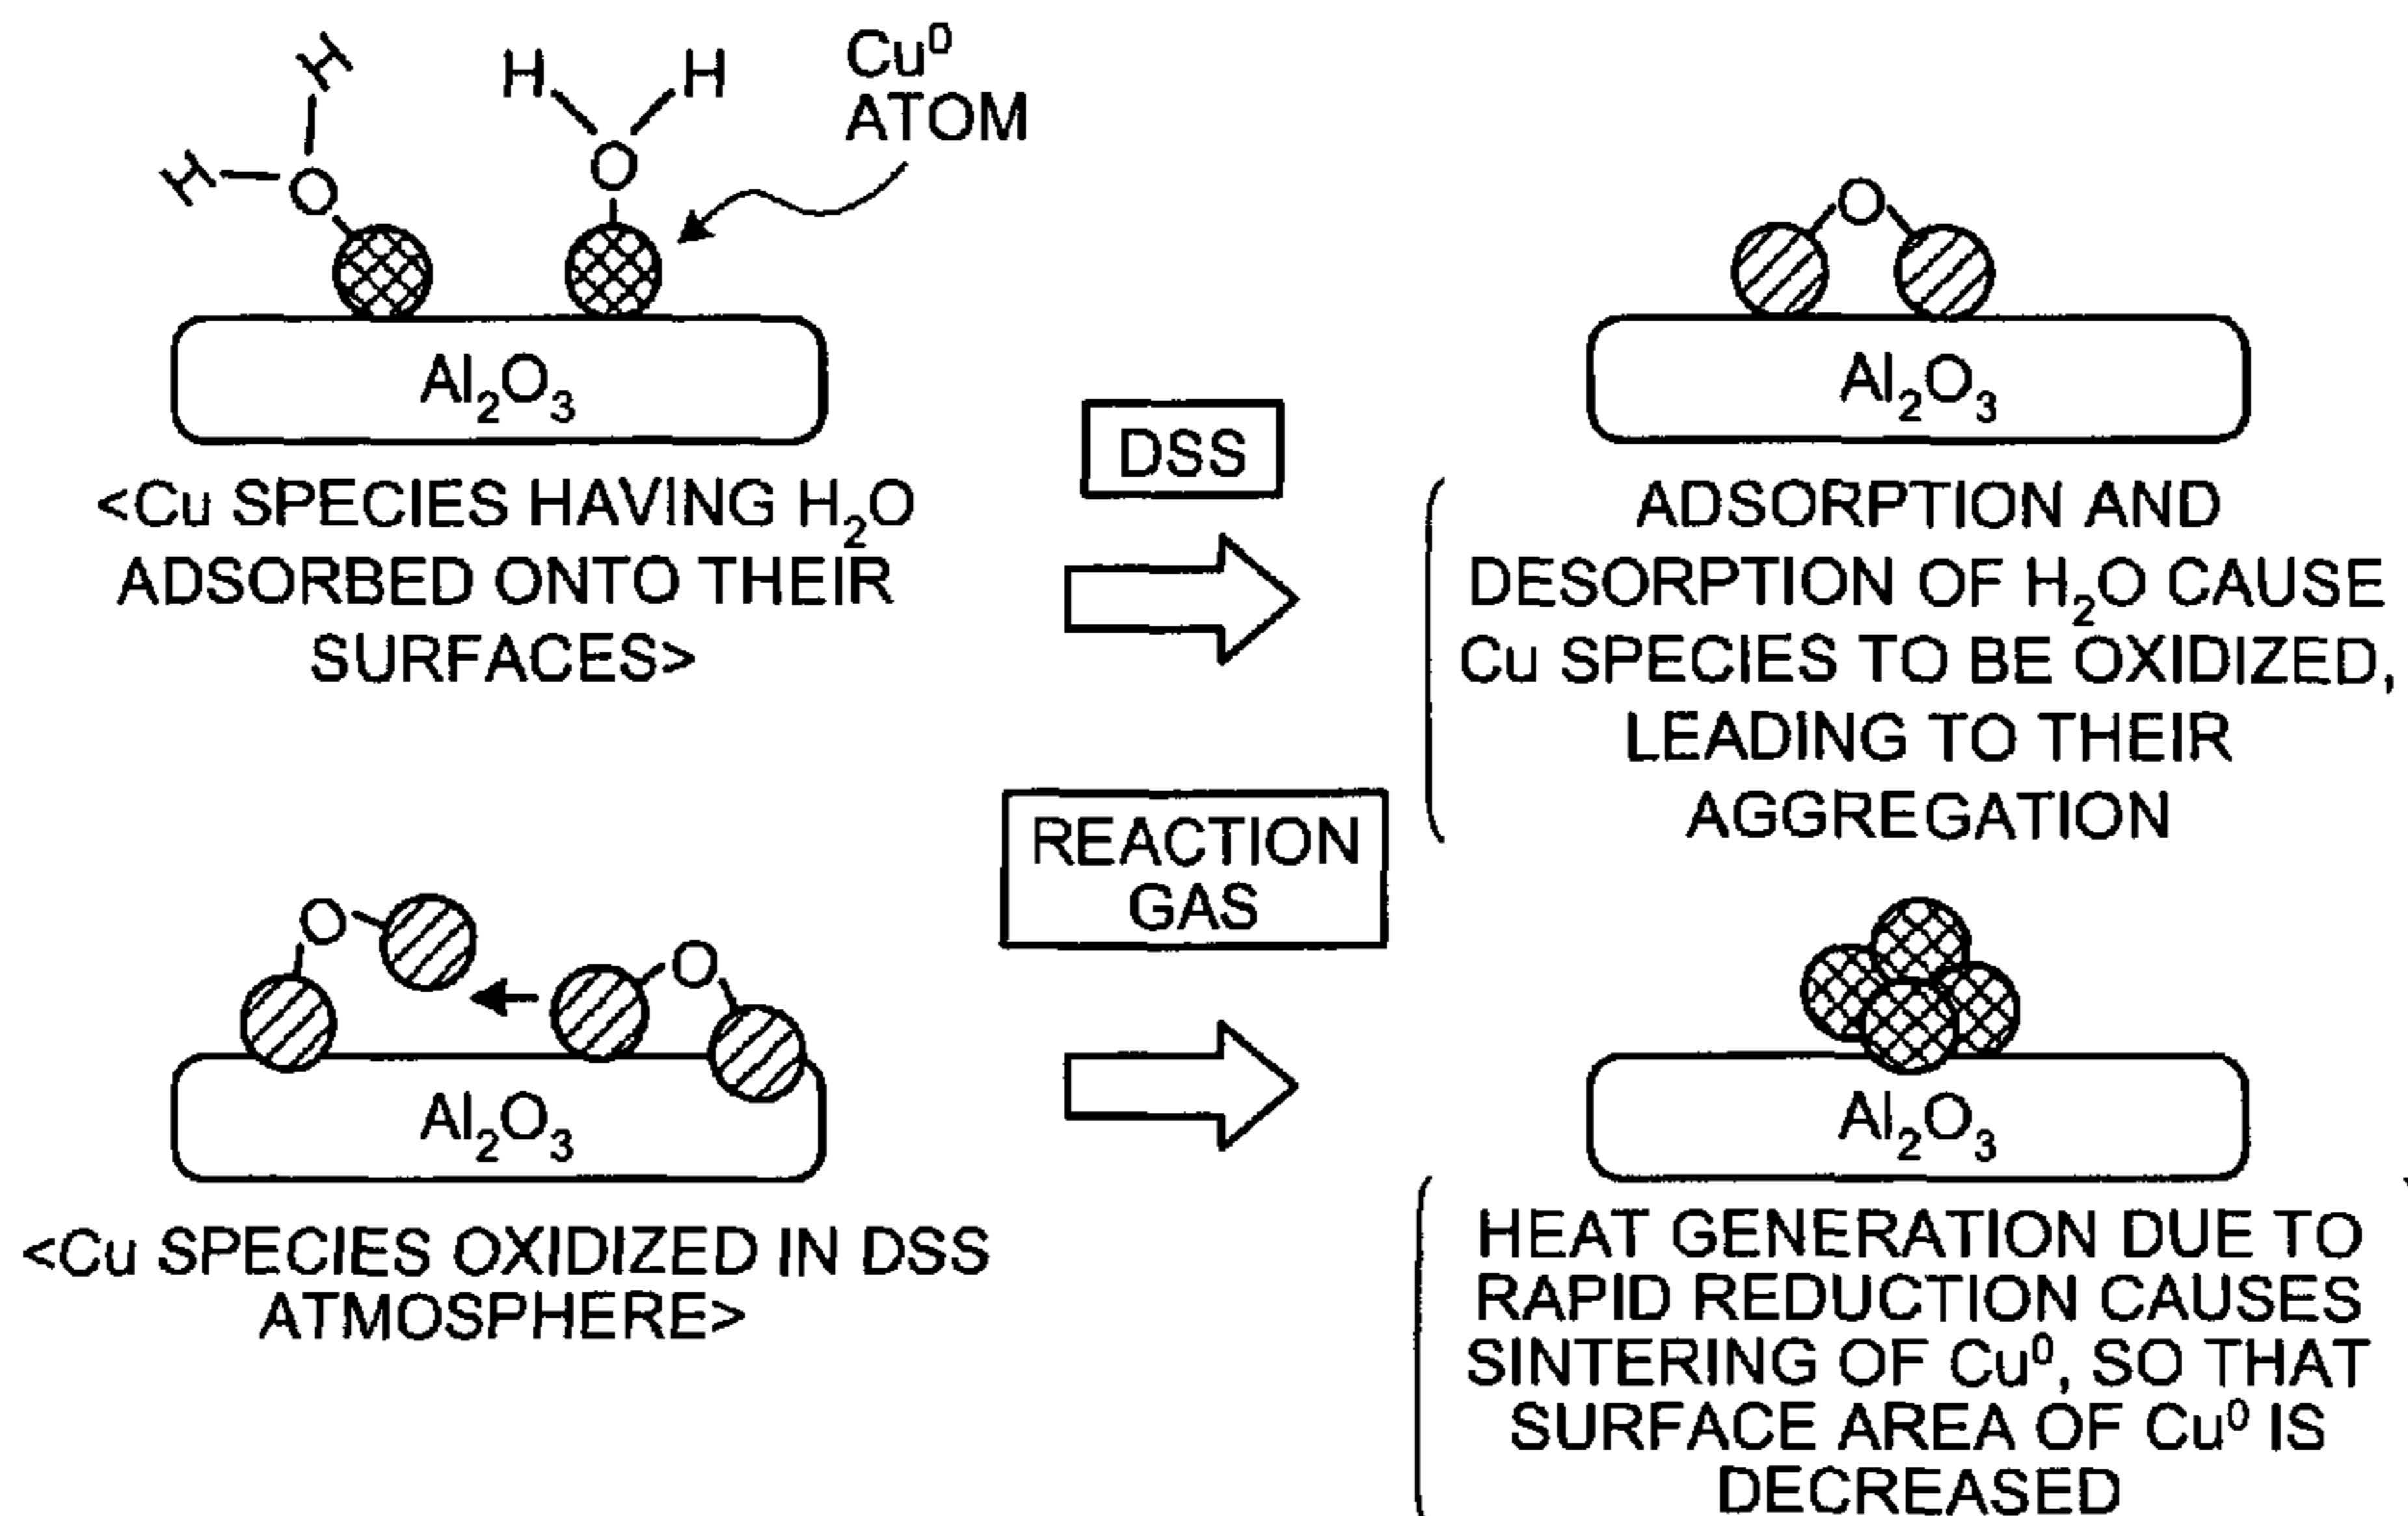 H
H
O
H H
O
Cu⁰
ATOM
O
Al₂O₃
Al₂O₃
<Cu SPECIES HAVING H₂O
ADSORBED ONTO THEIR
SURFACES>
DSS
ADSORPTION AND
DESORPTION OF H₂O CAUSE
Cu SPECIES TO BE OXIDIZED,
LEADING TO THEIR
AGGREGATION
REACTION
GAS
O
O
Al₂O₃
Al₂O₃
<Cu SPECIES OXIDIZED IN DSS
ATMOSPHERE>
HEAT GENERATION DUE TO
RAPID REDUCTION CAUSES
SINTERING OF Cu⁰, SO THAT
SURFACE AREA OF Cu⁰ IS
DECREASED